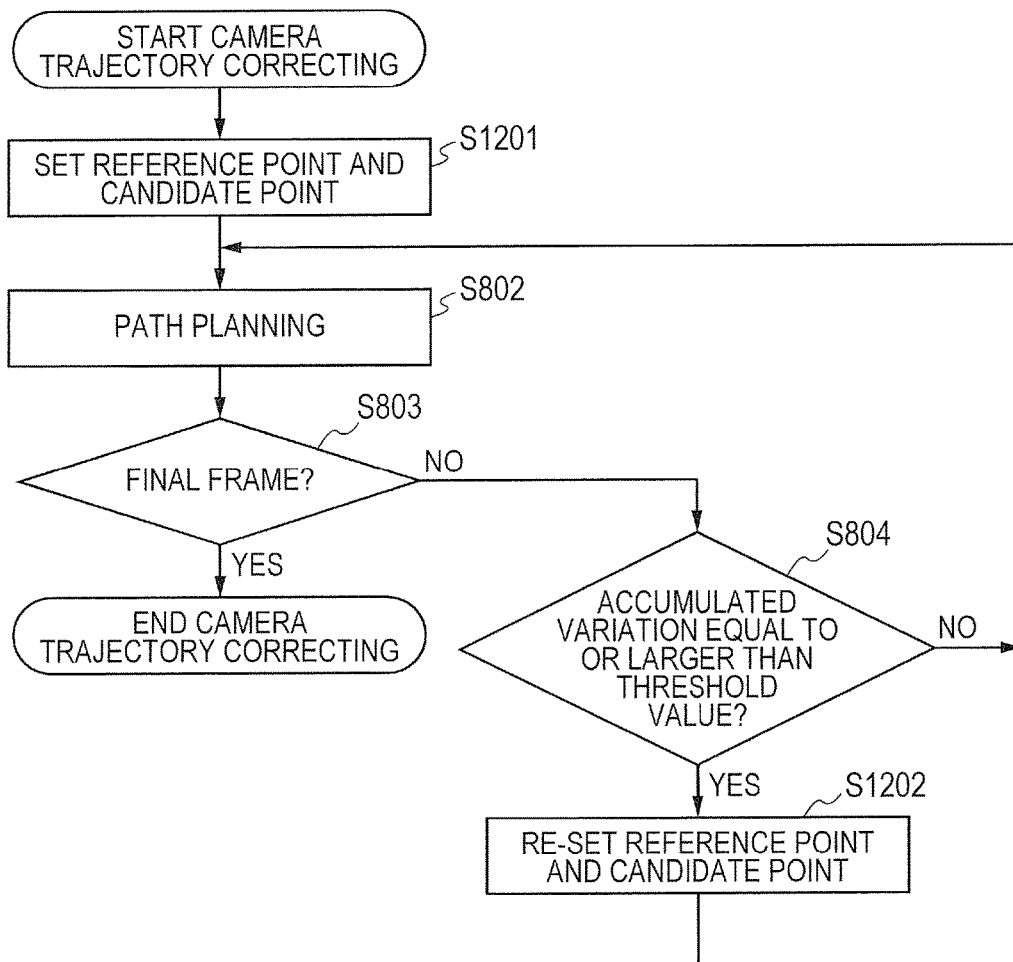 START CAMERA
TRAJECTORY CORRECTING
S1201
SET REFERENCE POINT AND
CANDIDATE POINT
S802
PATH PLANNING
S803
FINAL FRAME?
NO
YES
END CAMERA
TRAJECTORY CORRECTING
S804
ACCUMULATED
VARIATION EQUAL TO
OR LARGER THAN
THRESHOLD
VALUE?
NO
YES
S1202
RE-SET REFERENCE POINT
AND CANDIDATE POINT